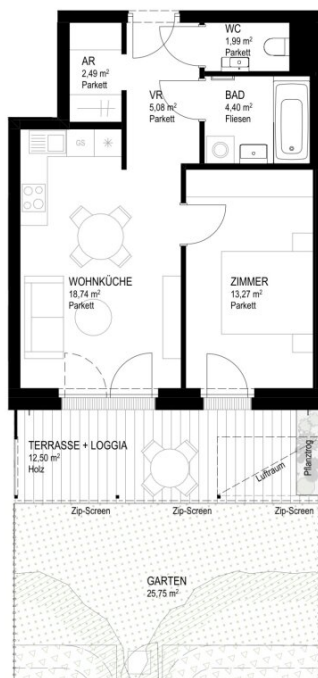 WC
1,99 m²
Parkett
AR
2,49 m²
Parkett
VR
5,08 m²
Parkett
BAD
4,40 m²
Fliesen
GS
WOHNKÜCHE
18,74 m²
Parkett
ZIMMER
13,27 m²
Parkett
TERRASSE + LOGGIA
12,50 m²
Holz
Luftraum
Pflanztrog
Zip-Screen Zip-Screen Zip-Screen
GARTEN
25,75 m²